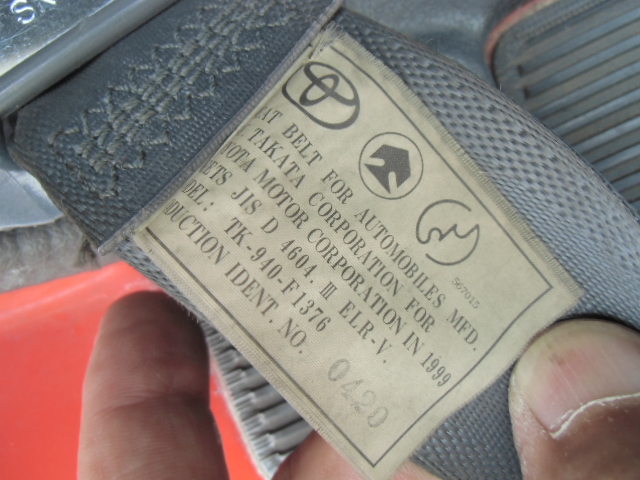 AT BELT FOR AUTOMOBILES MFD.
TAKATA CORPORATION FOR
OTA MOTOR CORPORATION IN 1999
ETS JIS D 4604. III ELR-V.
DEL: TK-940-F1376
DUCTION IDENT. NO. 0420
567015